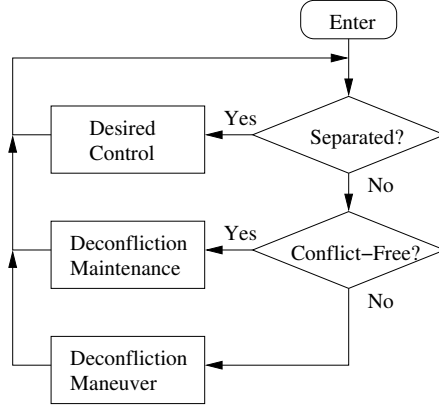 Enter
Desired
Control
Yes
Separated?
No
Deconfliction
Maintenance
Yes
Conflict−Free?
No
Deconfliction
Maneuver